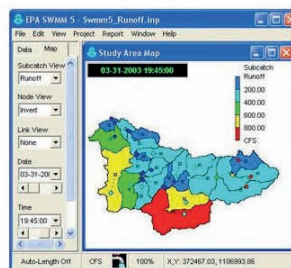 EPA SWMM 5 - Swmm5_Runoff.inp
File Edit View Project Report Window Help
Data Map
Subcatch View
Runoff
Node View
Invert
Link View
None
Date
03-31-200
Time
19:45:00
Study Area Map
03-31-2003 19:45:00
Subcatch
Runoff
200.00
400.00
600.00
800.00
CFS
Auto-Length Off CFS 100% X,Y: 372467.03, 1106993.86